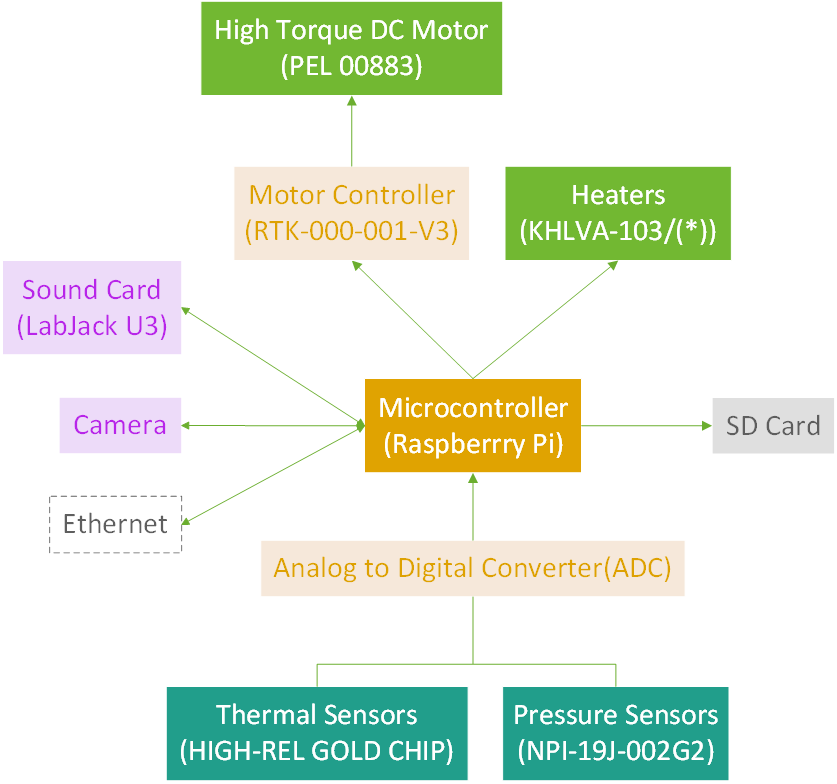 High Torque DC Motor
(PEL 00883)
Motor Controller
(RTK-000-001-V3)
Heaters
(KHLVA-103/(*))
Sound Card
(LabJack U3)
Camera
Ethernet
Microcontroller
(Raspberrry Pi)
SD Card
Analog to Digital Converter(ADC)
Thermal Sensors
(HIGH-REL GOLD CHIP)
Pressure Sensors
(NPI-19J-002G2)